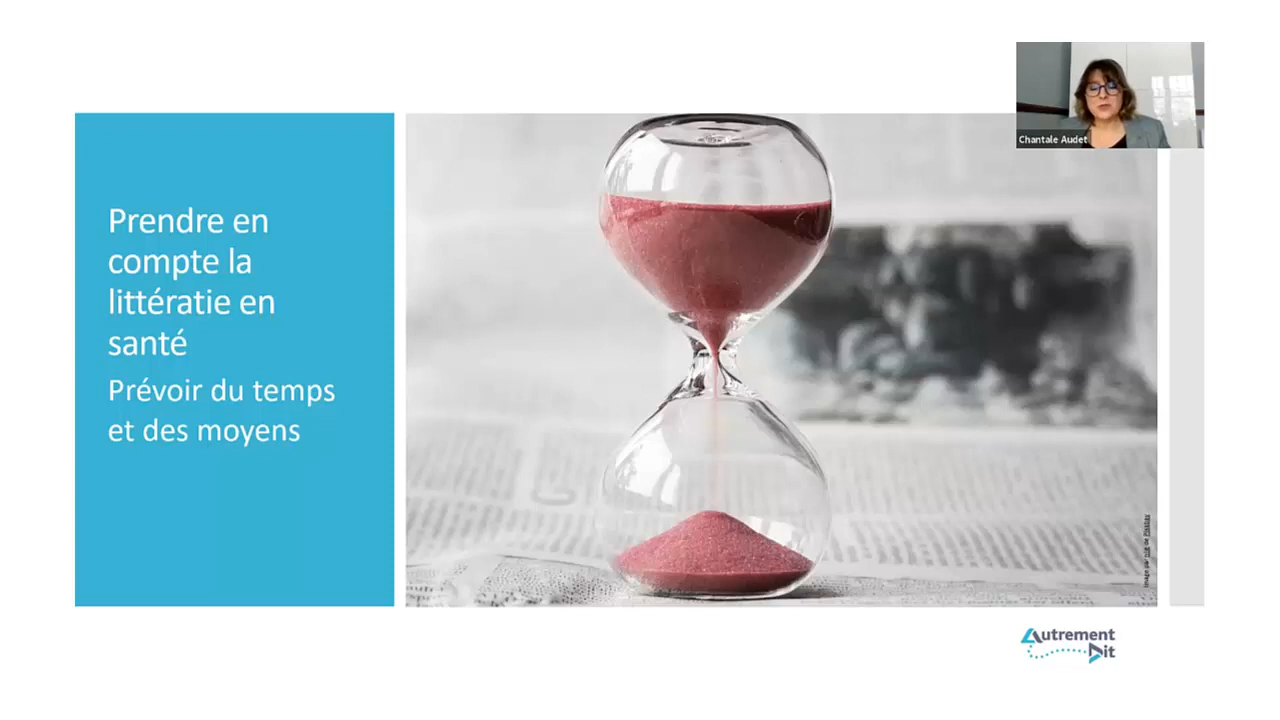 Chantale Audet
Prendre en
compte la
littératie en
santé
Prévoir du temps
et des moyens
Autrement
Dit